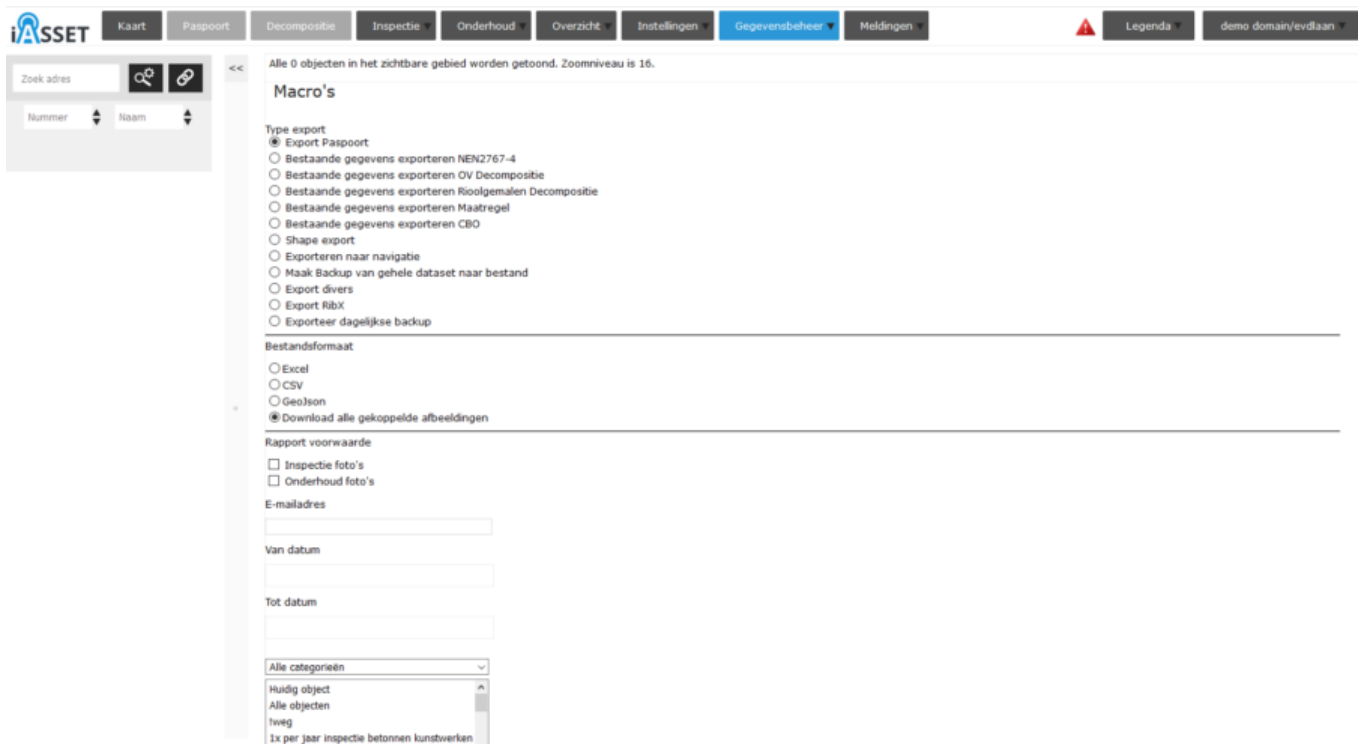 iASSET
Kaart
Paspoort
Decompositie
Inspectie
Onderhoud
Overzicht
Instellingen
Gegevensbeheer
Meldingen
Legenda
demo domain/evdlaan
Zoek adres
Nummer
Naam
<<
Alle 0 objecten in het zichtbare gebied worden getoond. Zoomniveau is 16.
Macro's
Type export
Export Paspoort
Bestaande gegevens exporteren NEN2767-4
Bestaande gegevens exporteren OV Decompositie
Bestaande gegevens exporteren Rioolgemalen Decompositie
Bestaande gegevens exporteren Maatregel
Bestaande gegevens exporteren CBO
Shape export
Exporteren naar navigatie
Maak Backup van gehele dataset naar bestand
Export divers
Export RibX
Exporteer dagelijkse backup
Bestandsformaat
Excel
CSV
GeoJson
Download alle gekoppelde afbeeldingen
Rapport voorwaarde
Inspectie foto's
Onderhoud foto's
E-mailadres
Van datum
Tot datum
Alle categorieën
Huidig object
Alle objecten
!weg
1x per jaar inspectie betonnen kunstwerken